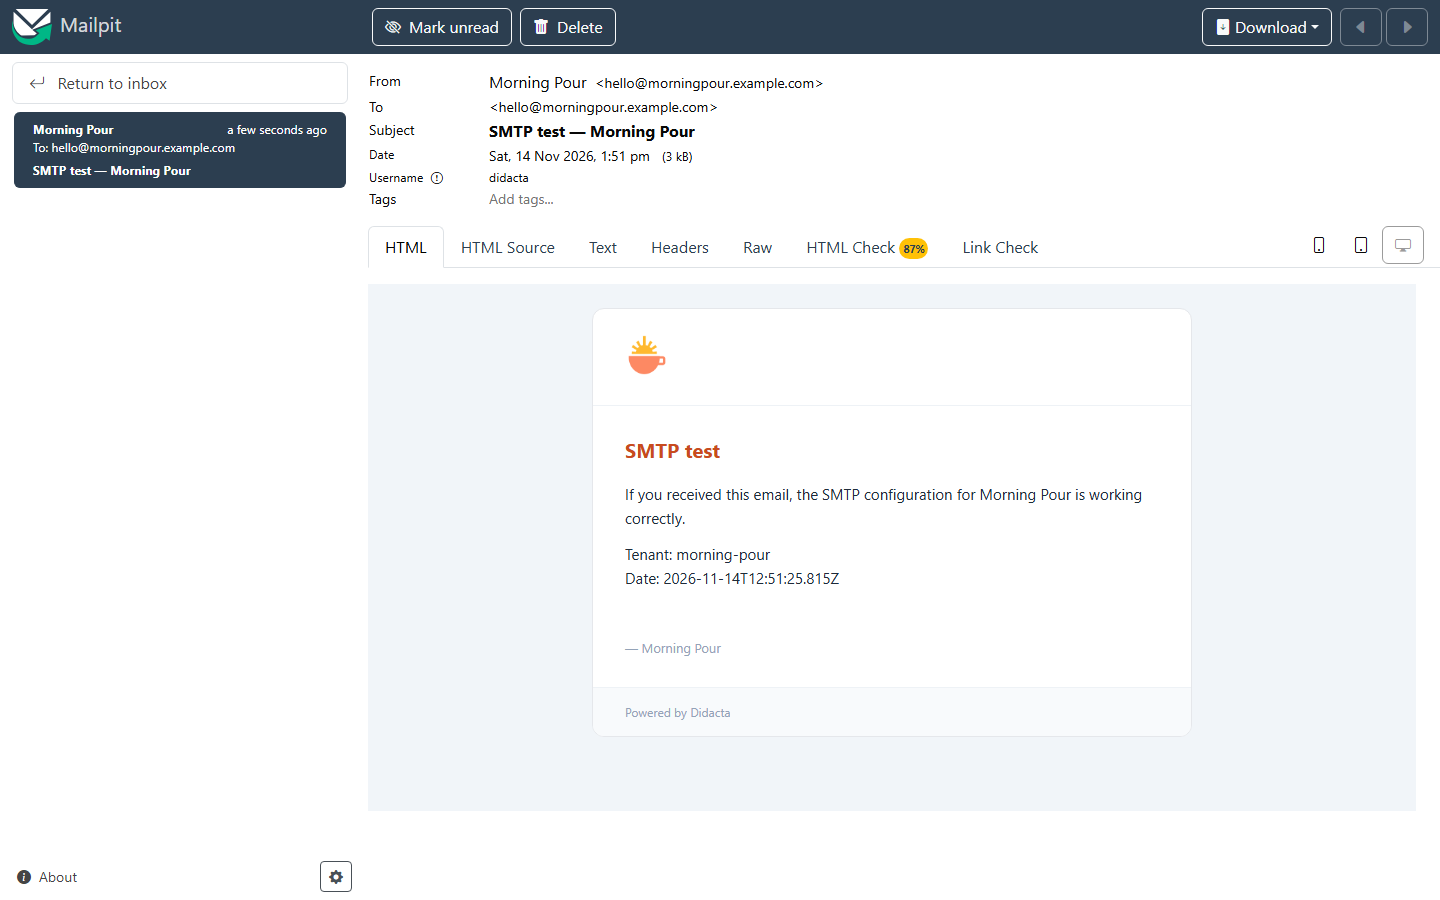 Mailpit
Mark unread
Delete
Download
Return to inbox
Morning Pour
a few seconds ago
To: hello@morningpour.example.com
SMTP test — Morning Pour
From Morning Pour <hello@morningpour.example.com>
To <hello@morningpour.example.com>
Subject SMTP test — Morning Pour
Date Sat, 14 Nov 2026, 1:51 pm (3 kB)
Username didacta
Tags Add tags...
HTML HTML Source Text Headers Raw HTML Check 87% Link Check
SMTP test
If you received this email, the SMTP configuration for Morning Pour is working
correctly.
Tenant: morning-pour
Date: 2026-11-14T12:51:25.815Z
— Morning Pour
Powered by Didacta
About